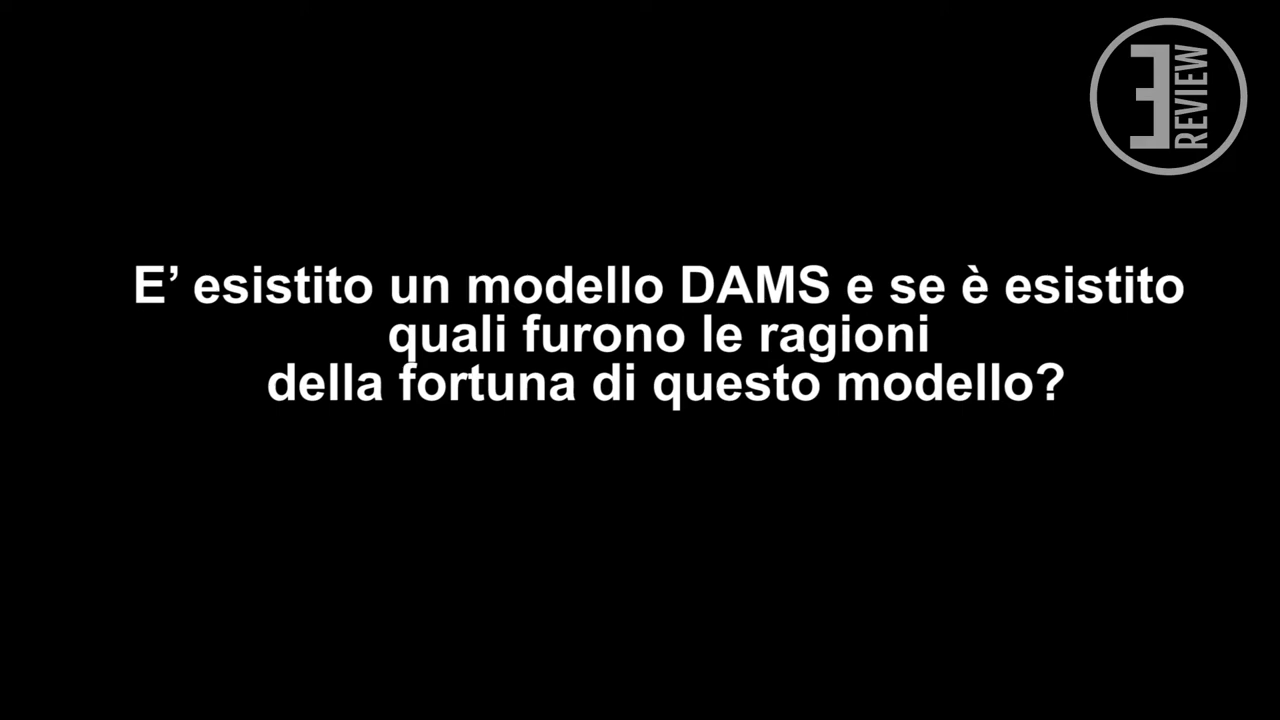 E REVIEW
E’ esistito un modello DAMS e se è esistito
quali furono le ragioni
della fortuna di questo modello?